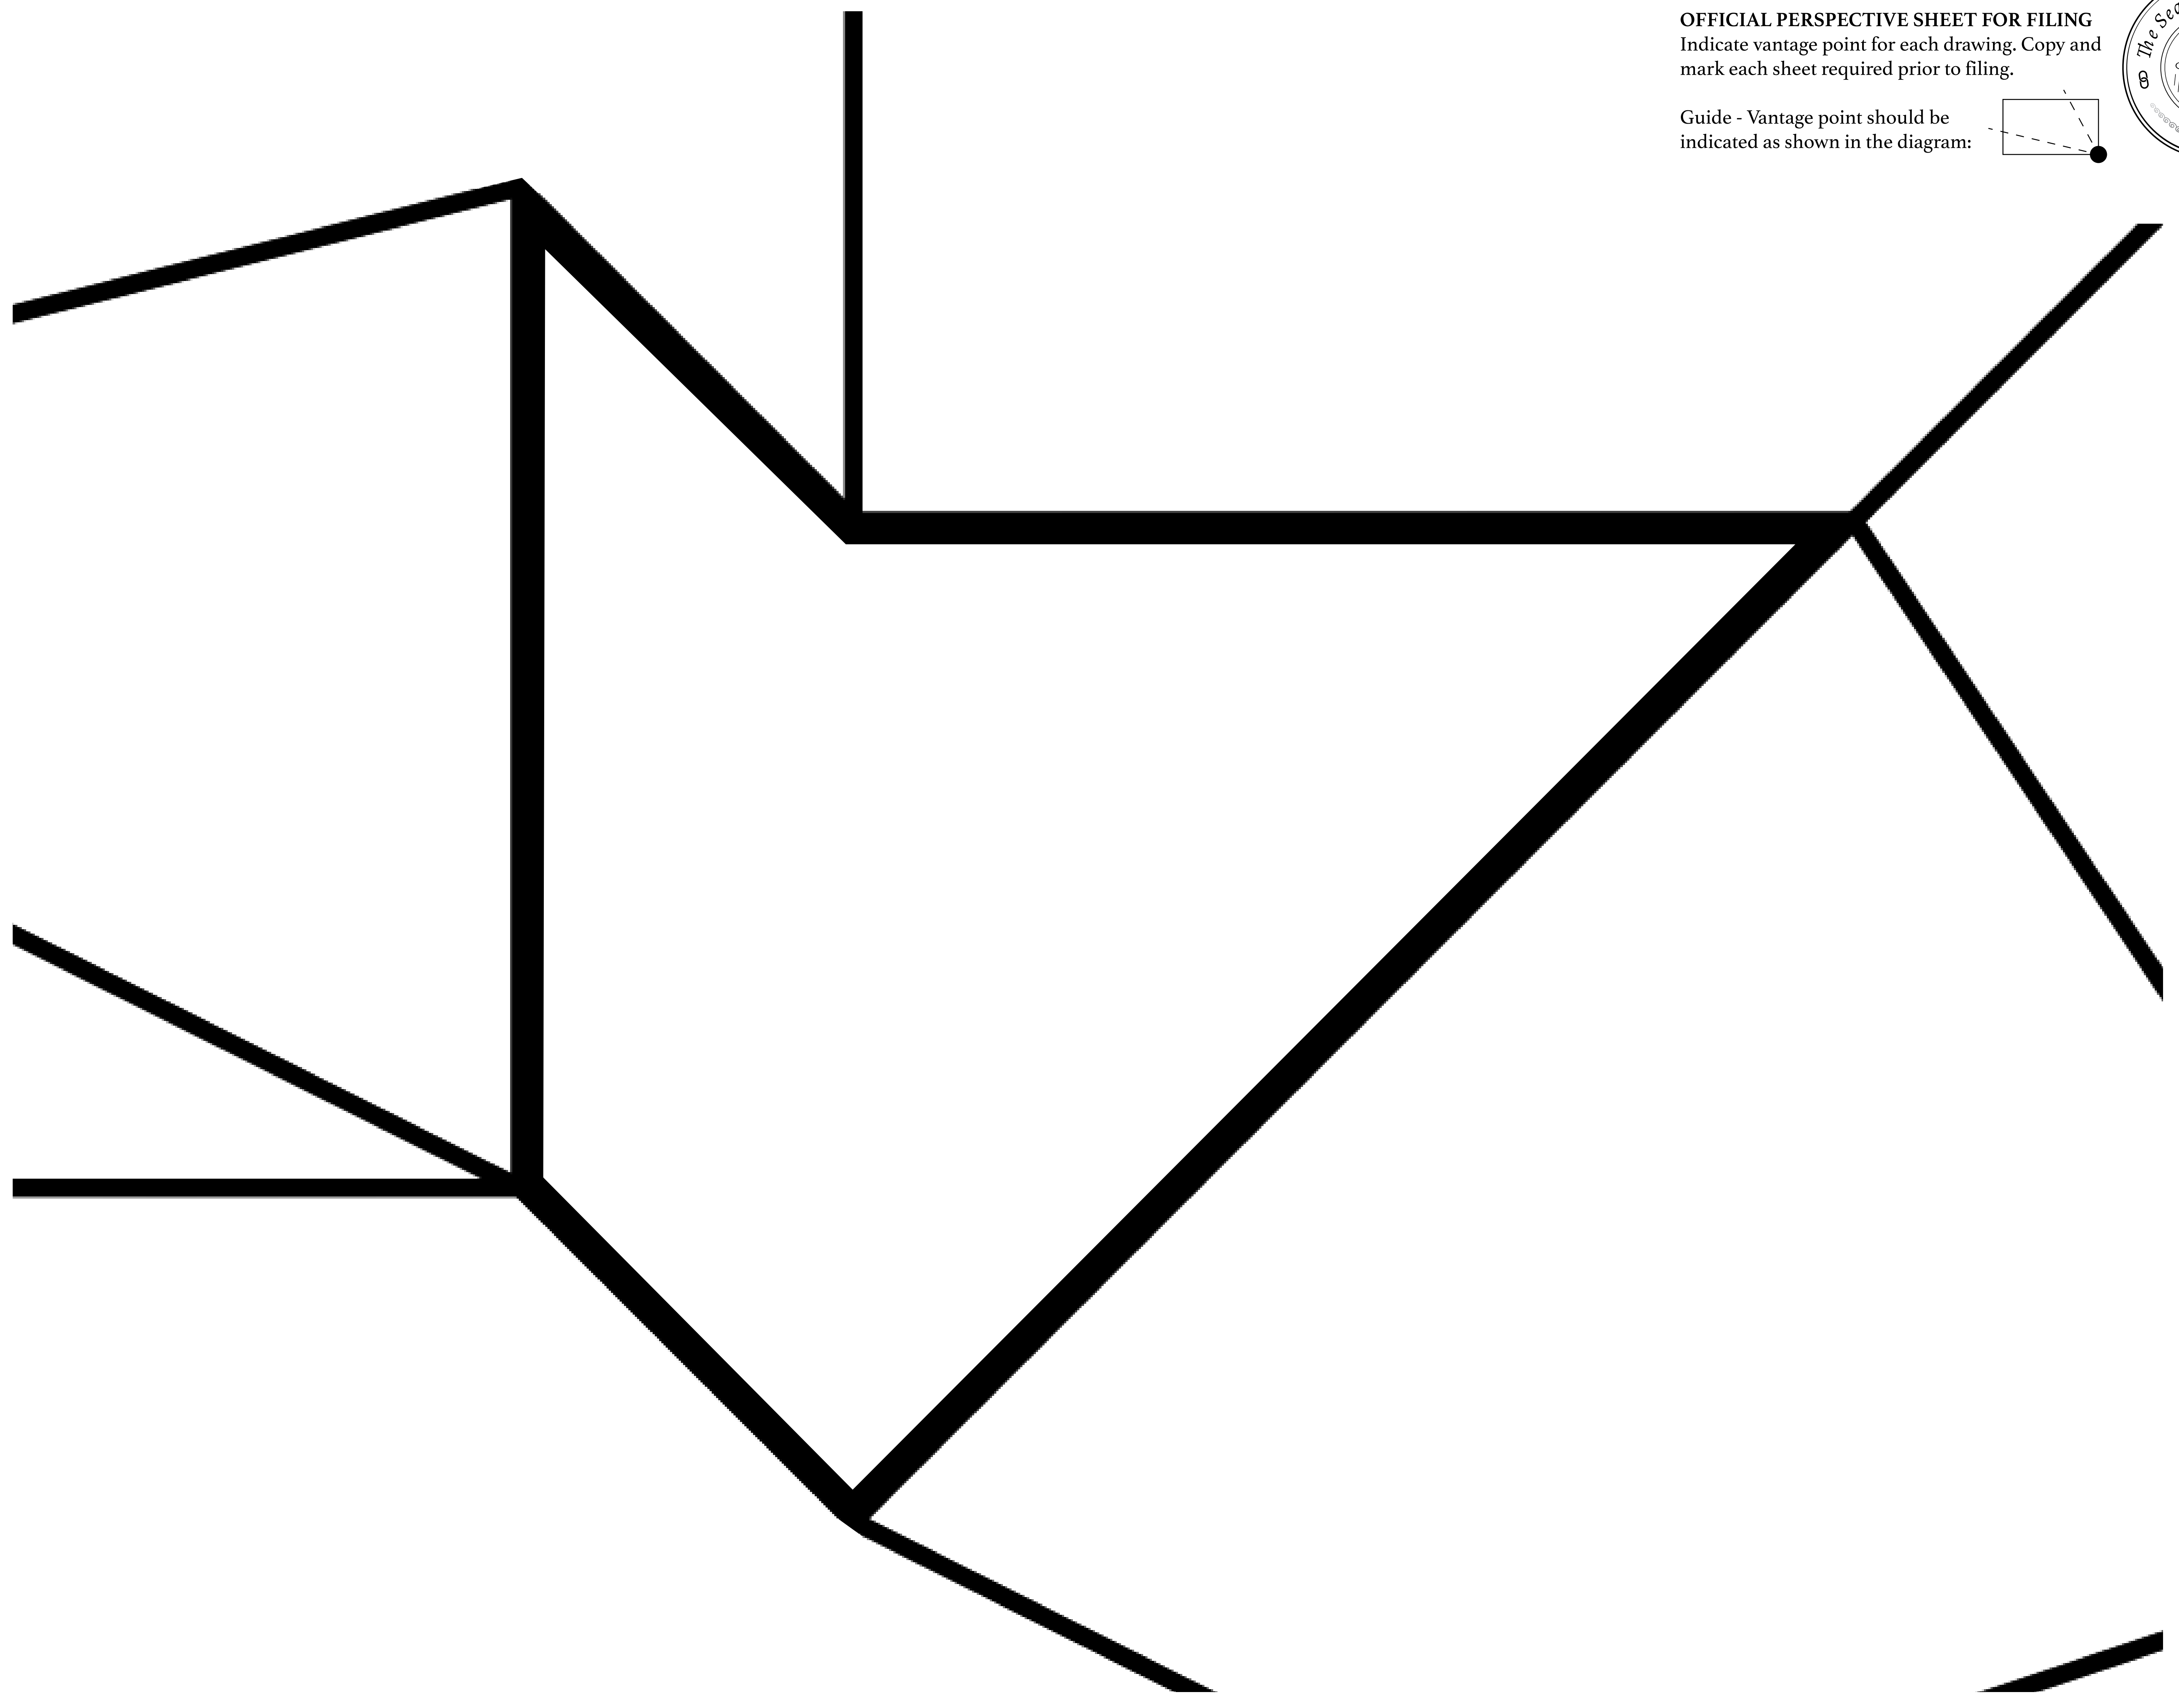 OFFICIAL PERSPECTIVE SHEET FOR FILING
Indicate vantage point for each drawing. Copy and
mark each sheet required prior to filing.
Guide - Vantage point should be
indicated as shown in the diagram:
The